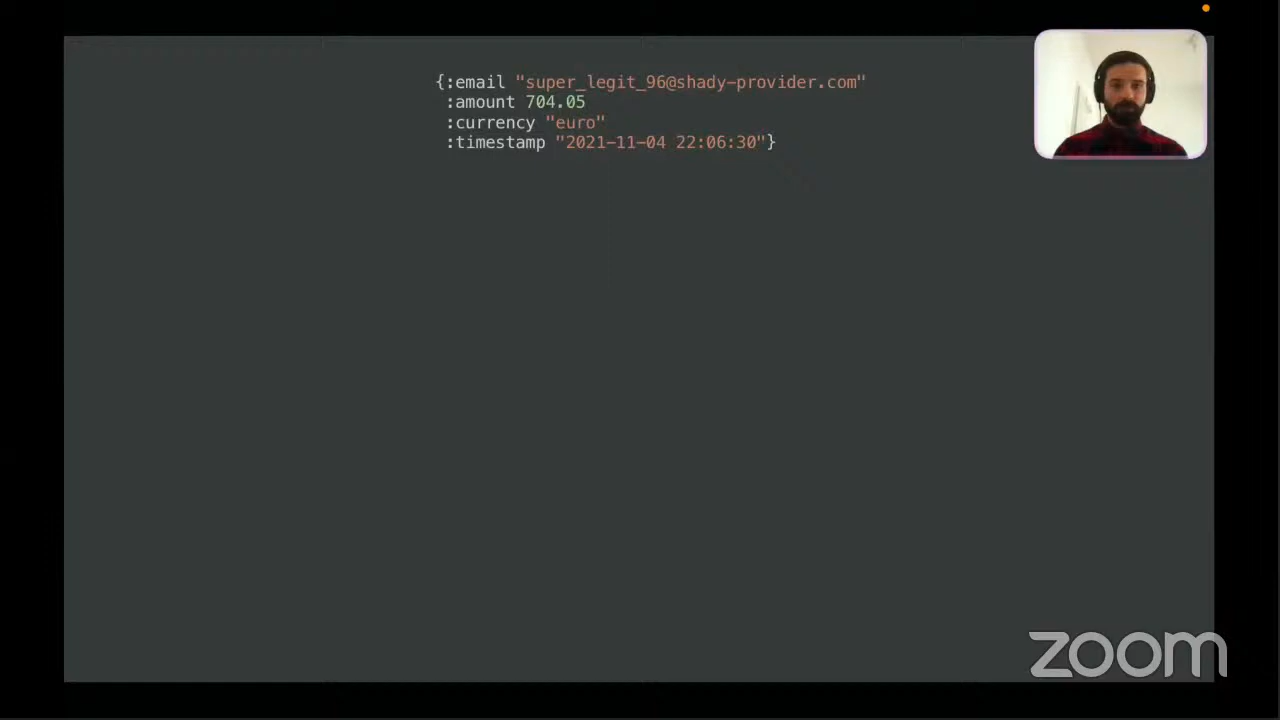 {:email "super_legit_96@shady-provider.com"
:amount 704.05
:currency "euro"
:timestamp "2021-11-04 22:06:30"}
zoom